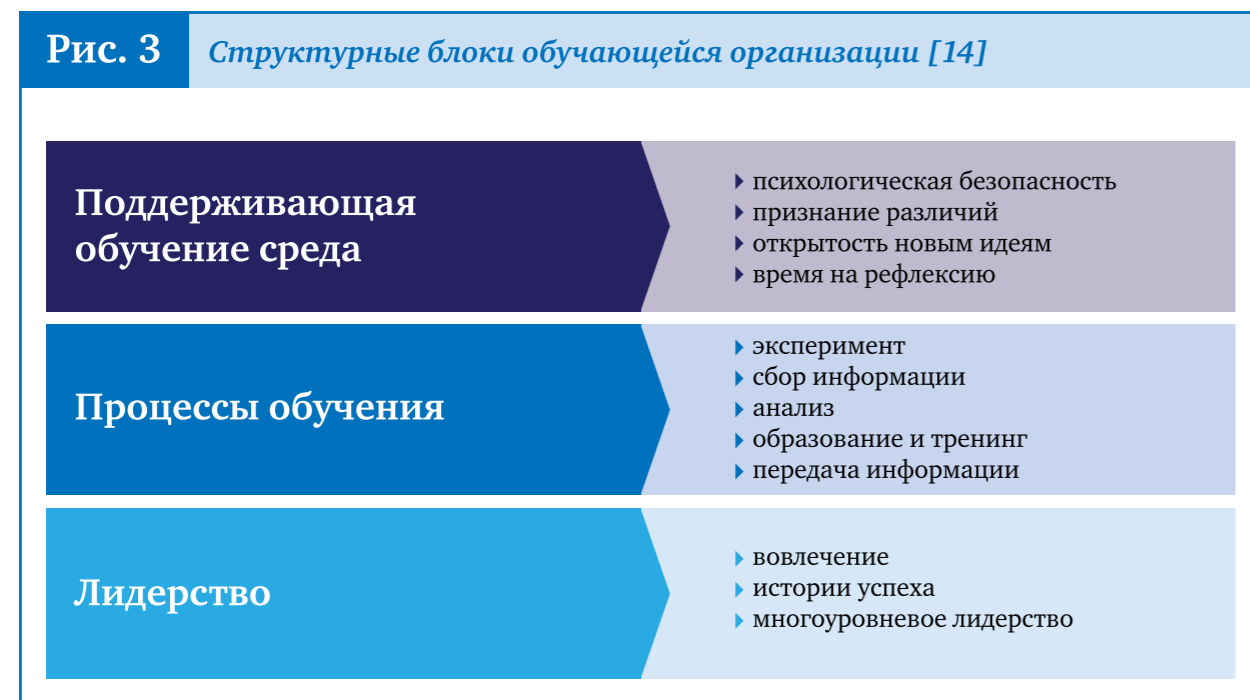 Рис. 3
Структурные блоки обучающейся организации [14]
Поддерживающая
обучение среда
психологическая безопасность
признание различий
открытость новым идеям
время на рефлексию
Процессы обучения
эксперимент
сбор информации
анализ
образование и тренинг
передача информации
Лидерство
вовлечение
истории успеха
многоуровневое лидерство